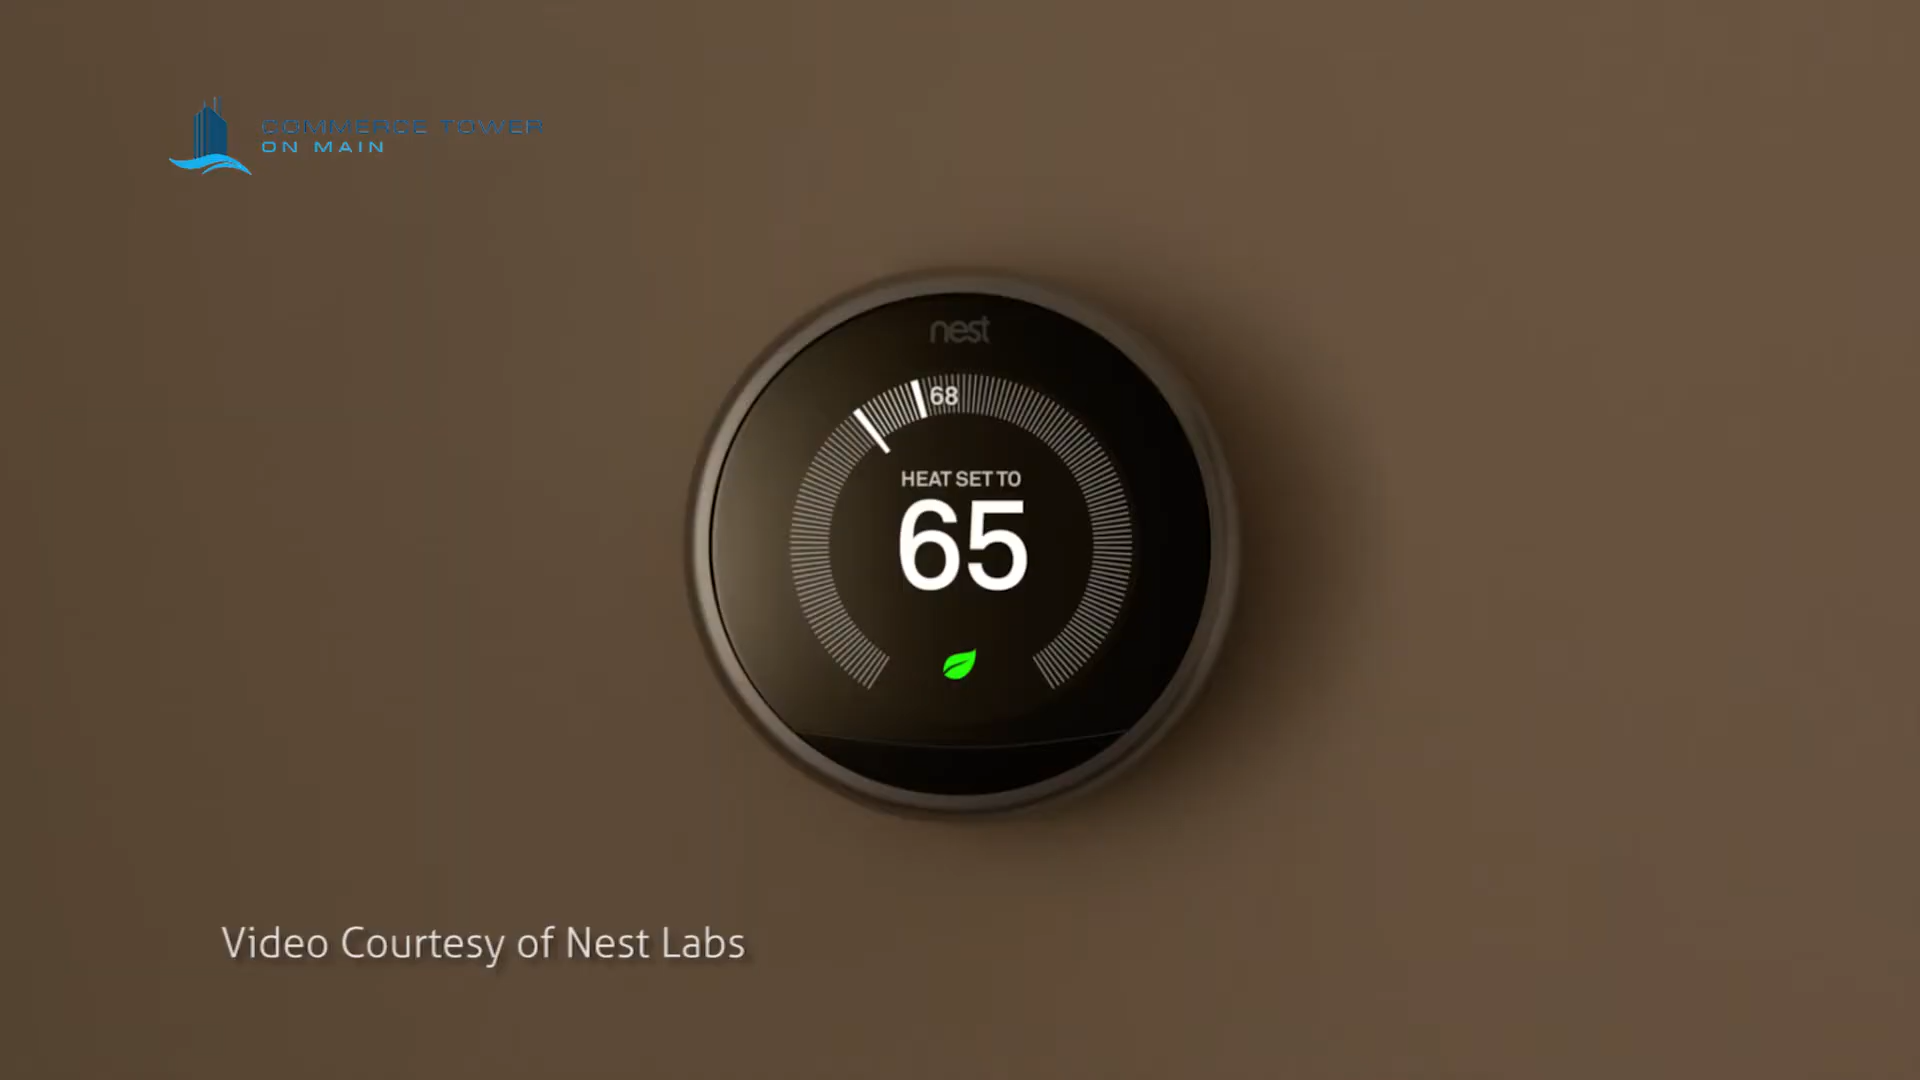 COMMERCE TOWER
ON MAIN
nest
68
HEAT SET TO
65
Video Courtesy of Nest Labs